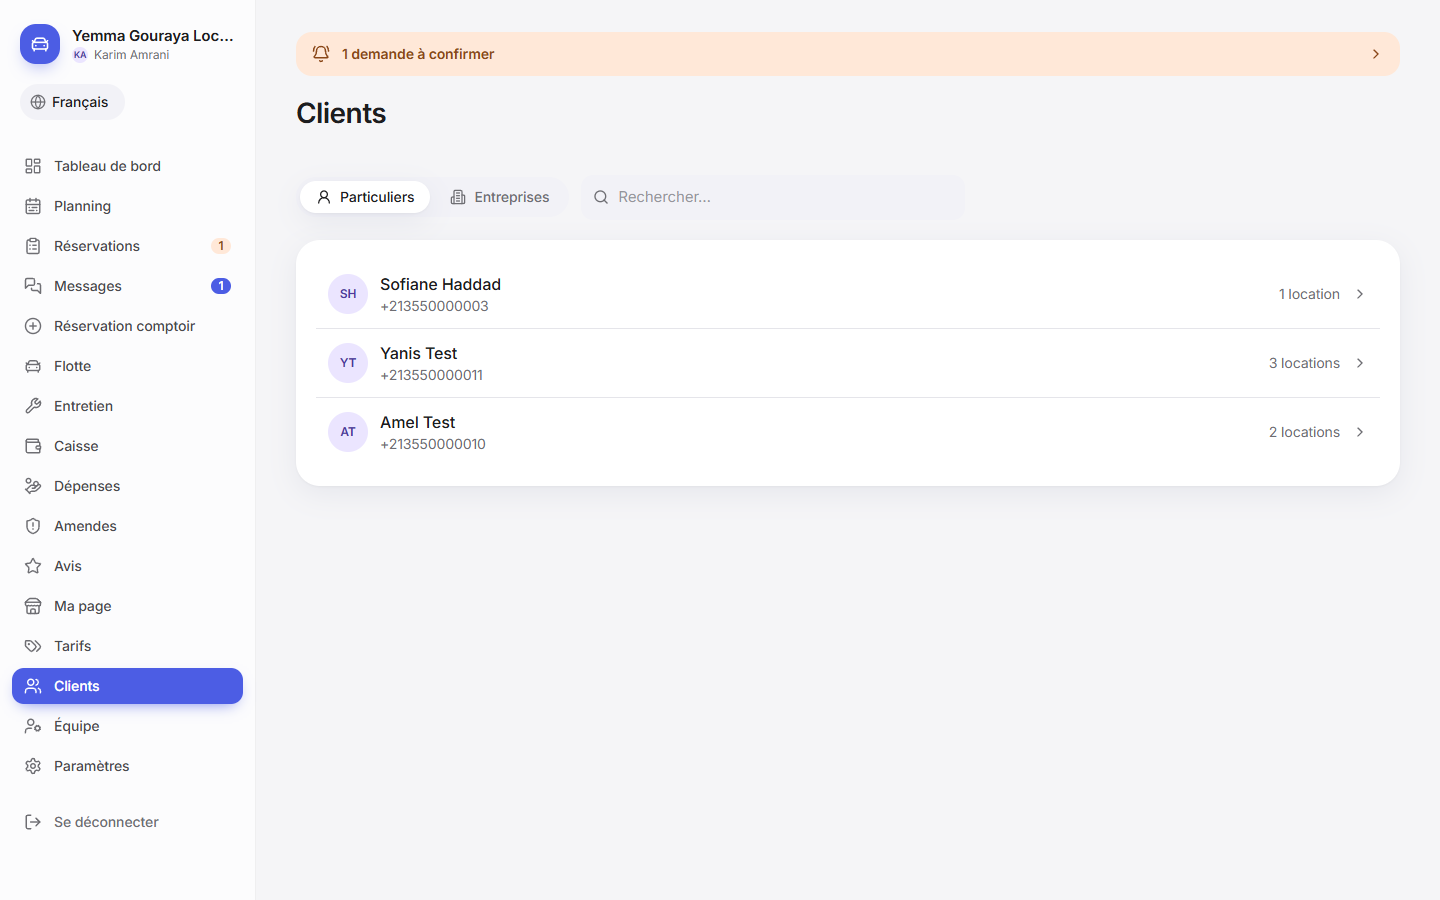 Yemma Gouraya Loc...
KA Karim Amrani
Français
Tableau de bord
Planning
Réservations 1
Messages 1
Réservation comptoir
Flotte
Entretien
Caisse
Dépenses
Amendes
Avis
Ma page
Tarifs
Clients
Équipe
Paramètres
Se déconnecter
1 demande à confirmer
Clients
Particuliers
Entreprises
Rechercher...
SH
Sofiane Haddad
+213550000003
1 location
YT
Yanis Test
+213550000011
3 locations
AT
Amel Test
+213550000010
2 locations